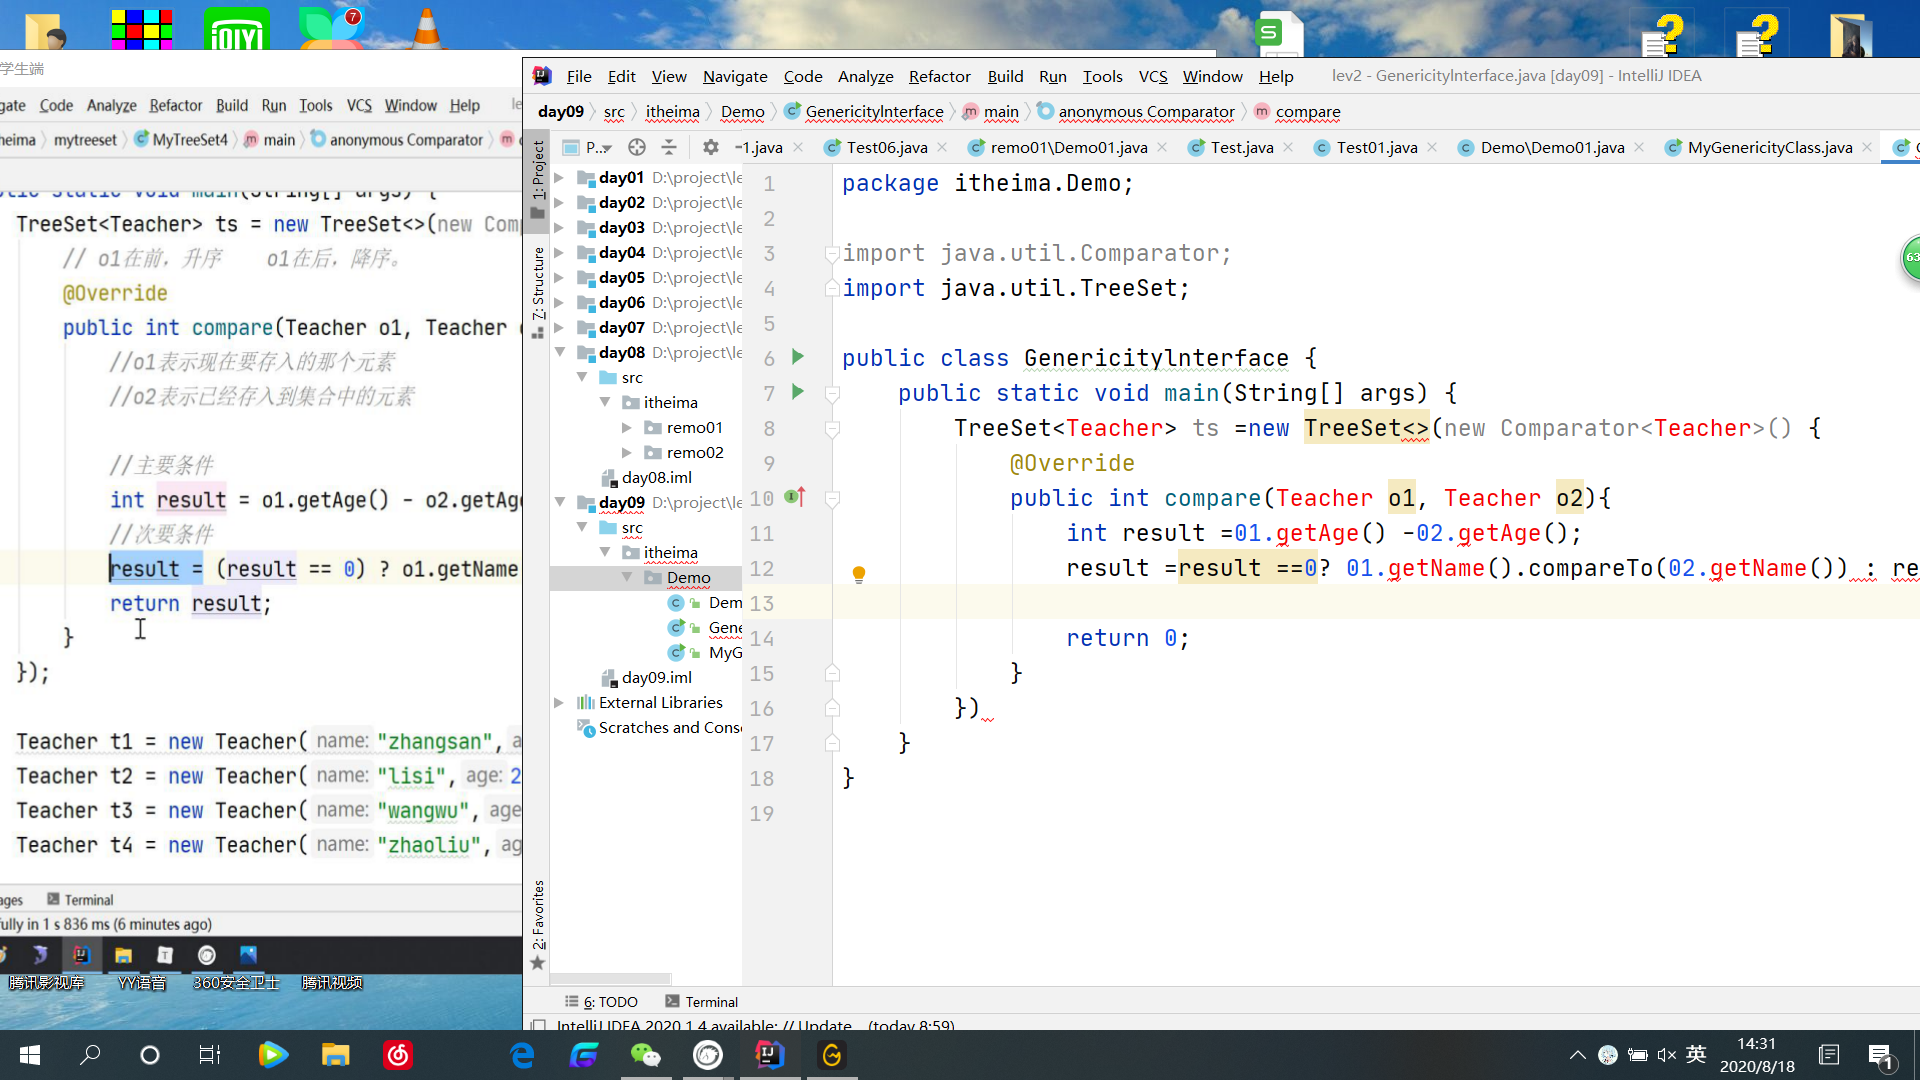 7
iQIYI
S
学生端
gate Code Analyze Refactor Build Run Tools VCS Window Help
heima mytreeset MyTreeSet4 main anonymous Comparator
TreeSet<Teacher> ts = new TreeSet<>(new Comp
// o1在前，升序 o1在后，降序。
@Override
public int compare(Teacher o1, Teacher o
//o1表示现在要存入的那个元素
//o2表示已经存入到集合中的元素
//主要条件
int result = o1.getAge() - o2.getAge
//次要条件
result = (result == 0) ? o1.getName
return result;
}
});
Teacher t1 = new Teacher( name: "zhangsan", a
Teacher t2 = new Teacher( name: "lisi", age: 2
Teacher t3 = new Teacher( name: "wangwu", age
Teacher t4 = new Teacher( name: "zhaoliu", ag
ages Terminal
fully in 1 s 836 ms (6 minutes ago)
腾讯影视库 YY语音 360安全卫士 腾讯视频
File Edit View Navigate Code Analyze Refactor Build Run Tools VCS Window Help lev2 - Genericitylnterface.java [day09] - IntelliJ IDEA
day09 src itheima Demo Genericitylnterface main anonymous Comparator compare
P... -1.java Test06.java remo01\Demo01.java Test.java Test01.java Demo\Demo01.java MyGenericityClass.java
1: Project
7: Structure
2: Favorites
day01 D:\project\le
day02 D:\project\le
day03 D:\project\le
day04 D:\project\le
day05 D:\project\le
day06 D:\project\le
day07 D:\project\le
day08 D:\project\le
src
itheima
remo01
remo02
day08.iml
day09 D:\project\le
src
itheima
Demo
Dem
Gene
MyG
day09.iml
External Libraries
Scratches and Conso
1 package itheima.Demo;
2
3 import java.util.Comparator;
4 import java.util.TreeSet;
5
6 public class Genericitylnterface {
7 public static void main(String[] args) {
8 TreeSet<Teacher> ts =new TreeSet<>(new Comparator<Teacher>() {
9 @Override
10 public int compare(Teacher o1, Teacher o2){
11 int result =01.getAge() -02.getAge();
12 result =result ==0? 01.getName().compareTo(02.getName()) : re
13
14 return 0;
15 }
16 })
17 }
18 }
19
63
6: TODO Terminal
IntelliJ IDEA 2020.1.4 available: // Update... (today 8:59)
英
14:31
2020/8/18
1